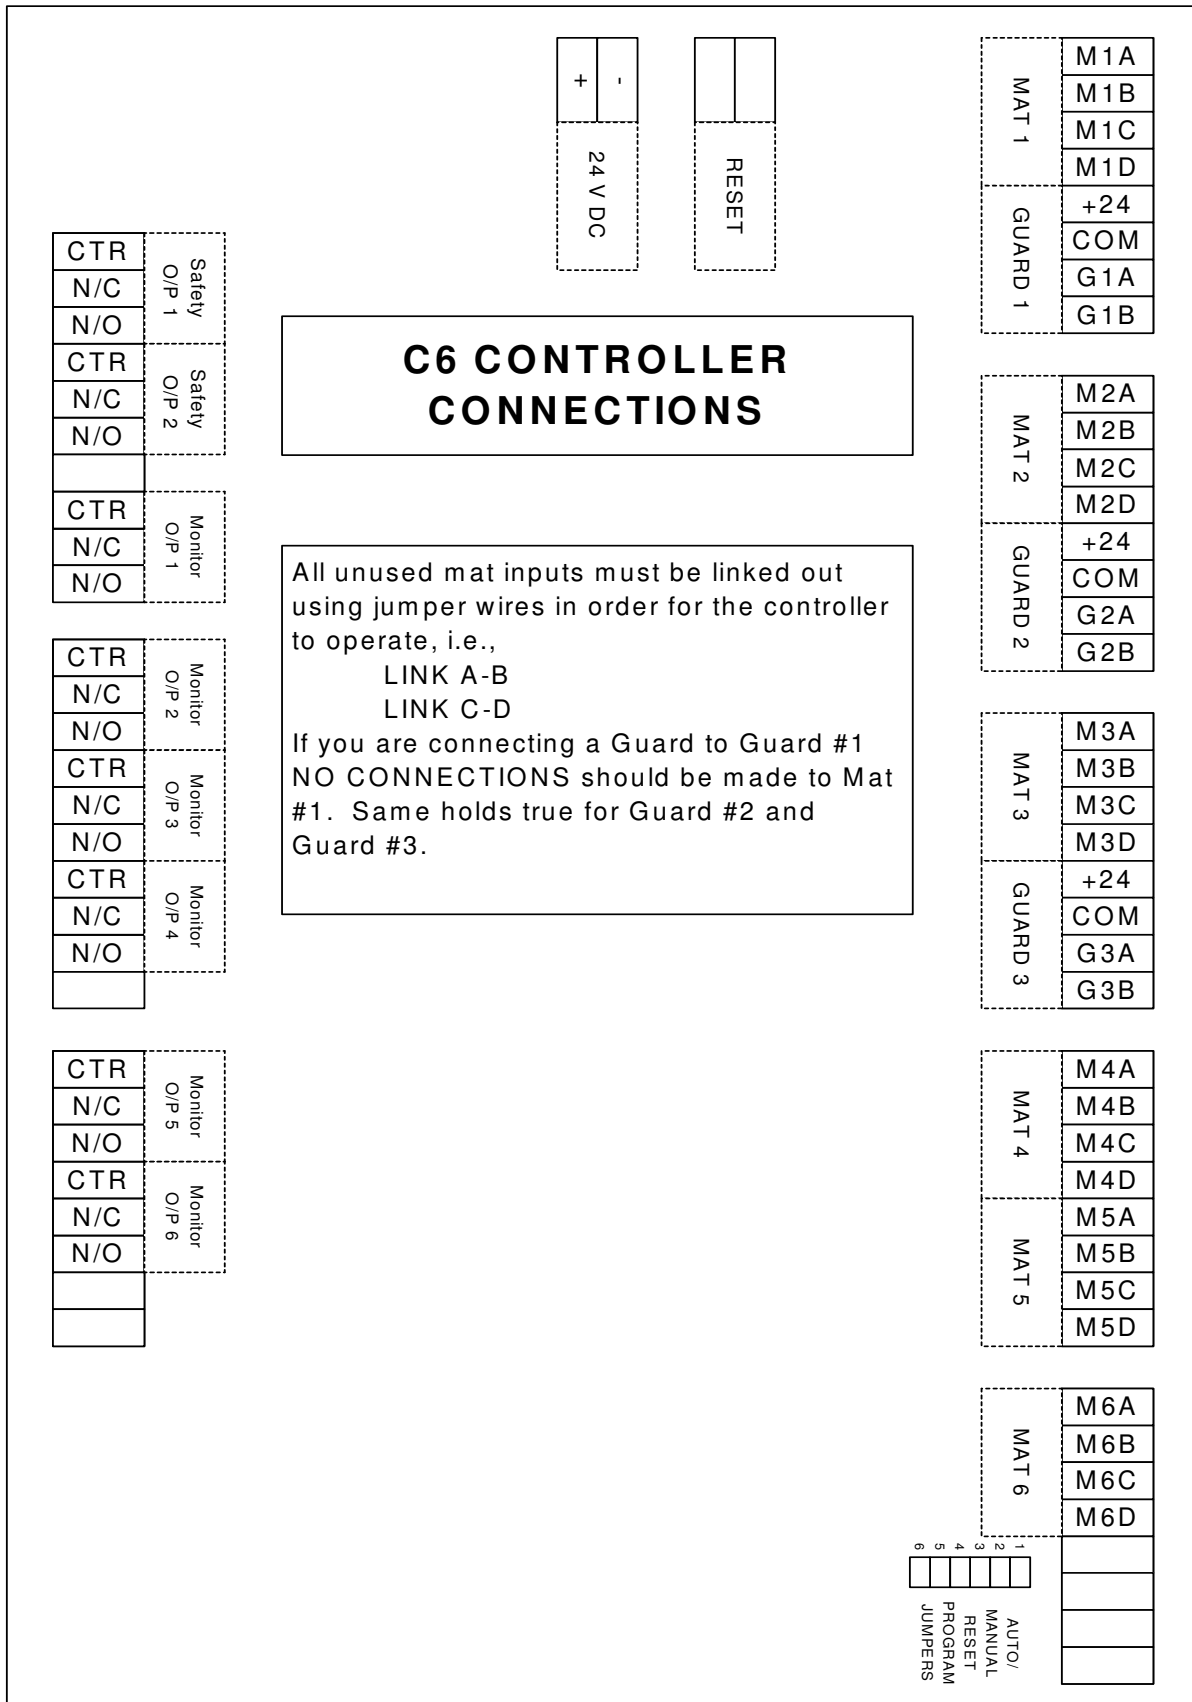 + -
24 V DC
RESET
C6 CONTROLLER
CONNECTIONS
All unused mat inputs must be linked out
using jumper wires in order for the controller
to operate, i.e.,
LINK A-B
LINK C-D
If you are connecting a Guard to Guard #1
NO CONNECTIONS should be made to Mat
#1. Same holds true for Guard #2 and
Guard #3.
CTR
N/C
N/O
Safety
O/P 1
CTR
N/C
N/O
Safety
O/P 2
CTR
N/C
N/O
Monitor
O/P 1
CTR
N/C
N/O
Monitor
O/P 2
CTR
N/C
N/O
Monitor
O/P 3
CTR
N/C
N/O
Monitor
O/P 4
CTR
N/C
N/O
Monitor
O/P 5
CTR
N/C
N/O
Monitor
O/P 6
MAT 1
M1A
M1B
M1C
M1D
GUARD 1
+24
COM
G1A
G1B
MAT 2
M2A
M2B
M2C
M2D
GUARD 2
+24
COM
G2A
G2B
MAT 3
M3A
M3B
M3C
M3D
GUARD 3
+24
COM
G3A
G3B
MAT 4
M4A
M4B
M4C
M4D
MAT 5
M5A
M5B
M5C
M5D
MAT 6
M6A
M6B
M6C
M6D
1
2
3
4
5
6
AUTO/
MANUAL
RESET
PROGRAM
JUMPERS